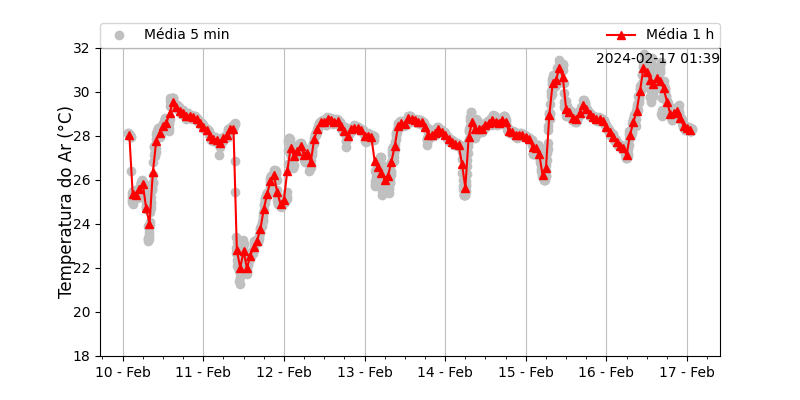 Média 5 min
Média 1 h
2024-02-17 01:39
Temperatura do Ar (°C)
32
30
28
26
24
22
20
18
10 - Feb
11 - Feb
12 - Feb
13 - Feb
14 - Feb
15 - Feb
16 - Feb
17 - Feb